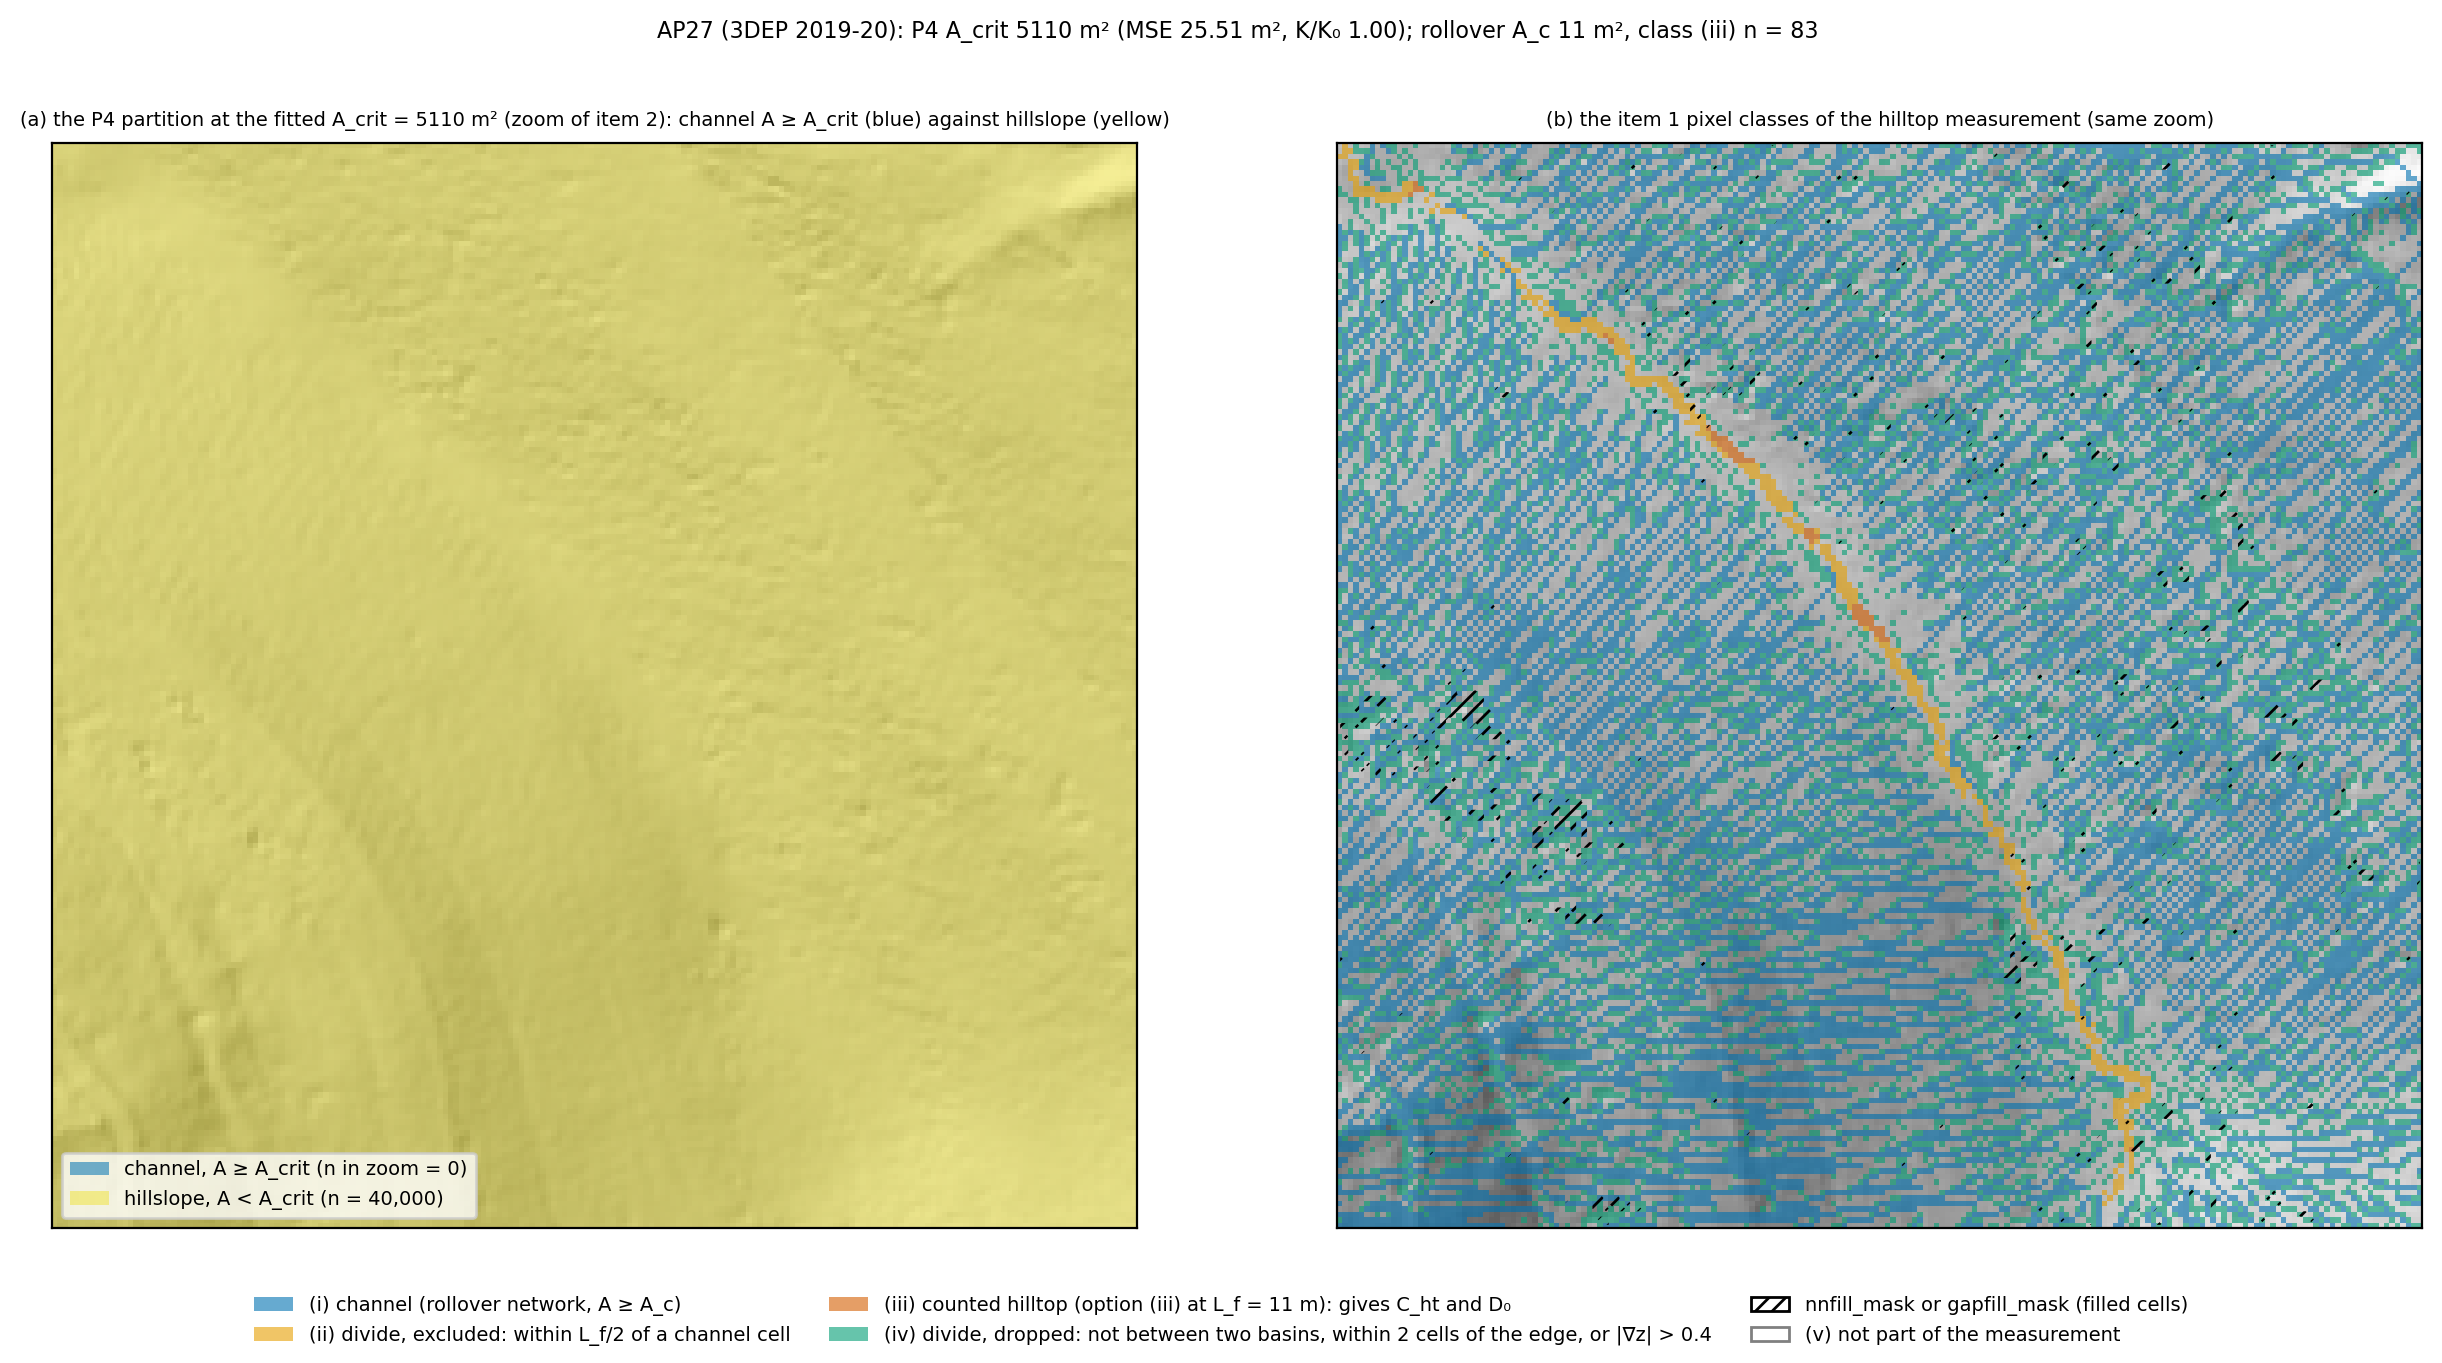 AP27 (3DEP 2019-20): P4 A_crit 5110 m² (MSE 25.51 m², K/K₀ 1.00); rollover A_c 11 m², class (iii) n = 83
(a) the P4 partition at the fitted A_crit = 5110 m² (zoom of item 2): channel A ≥ A_crit (blue) against hillslope (yellow)
(b) the item 1 pixel classes of the hilltop measurement (same zoom)
channel, A ≥ A_crit (n in zoom = 0)
hillslope, A < A_crit (n = 40,000)
(i) channel (rollover network, A ≥ A_c)
(ii) divide, excluded: within L_f/2 of a channel cell
(iii) counted hilltop (option (iii) at L_f = 11 m): gives C_ht and D₀
(iv) divide, dropped: not between two basins, within 2 cells of the edge, or |∇z| > 0.4
nnfill_mask or gapfill_mask (filled cells)
(v) not part of the measurement